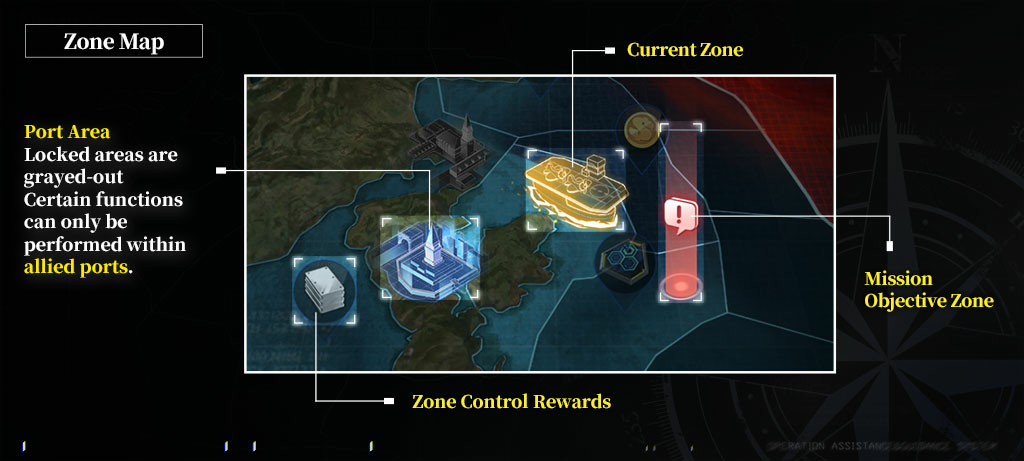 Zone Map
Current Zone
Port Area
Locked areas are
grayed-out
Certain functions
can only be
performed within
allied ports.
Mission
Objective Zone
Zone Control Rewards
N